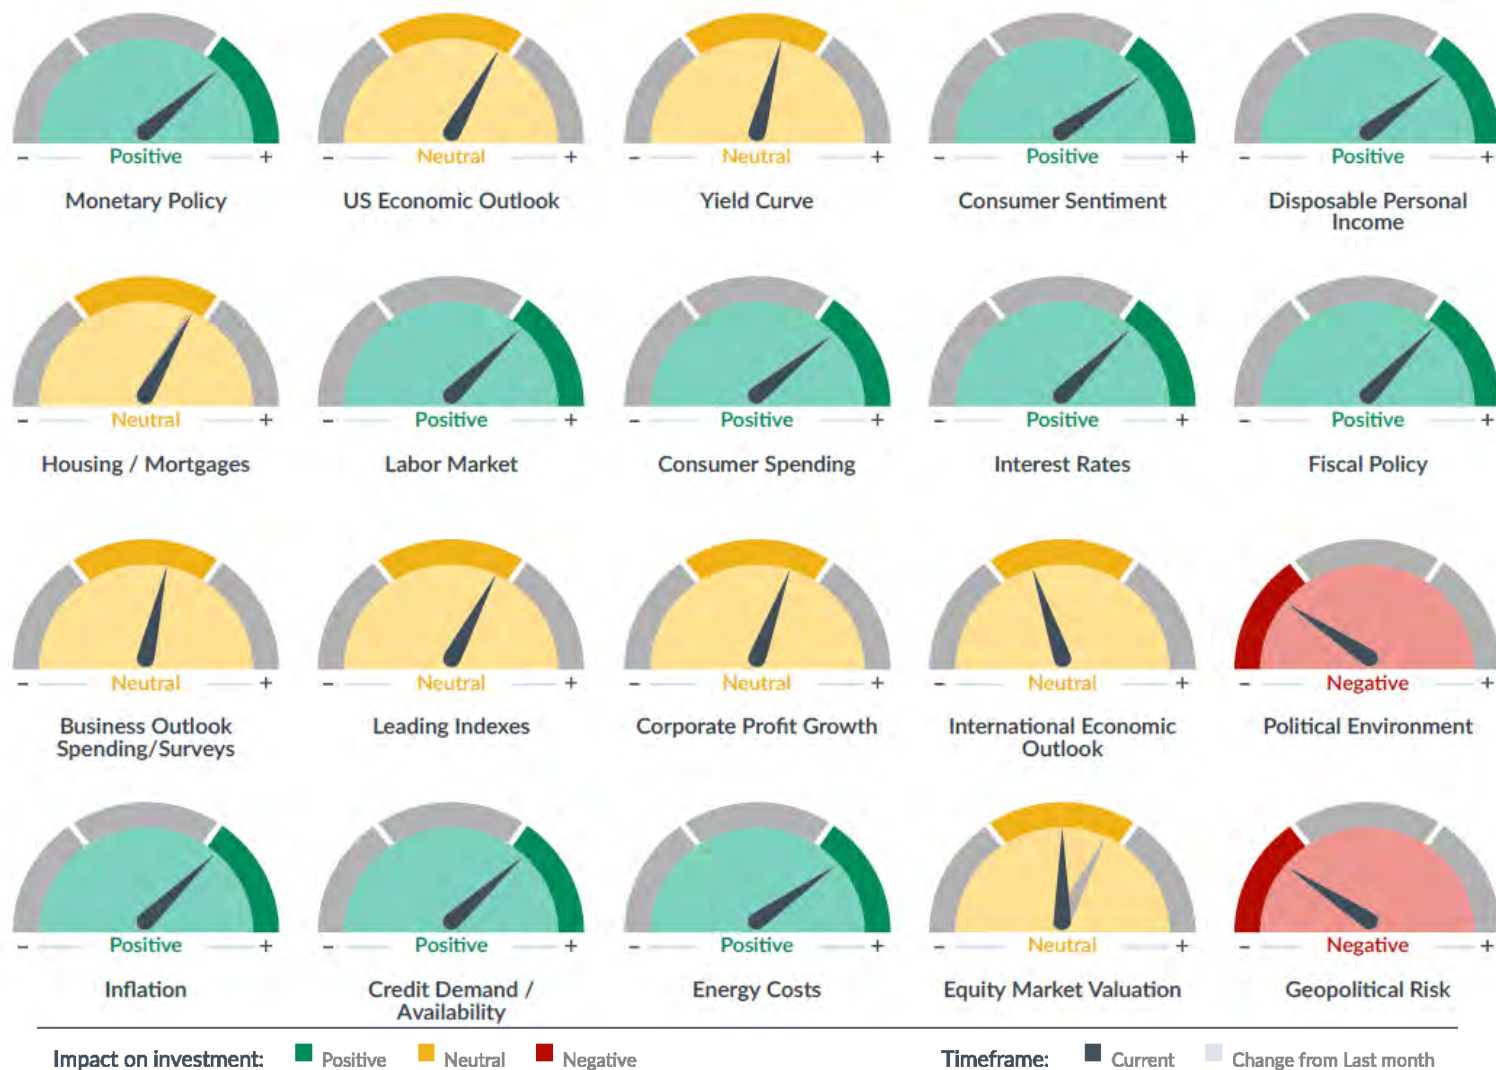 - Positive +
- Neutral +
- Neutral +
- Positive +
- Positive +
Monetary Policy
US Economic Outlook
Yield Curve
Consumer Sentiment
Disposable Personal
Income
- Neutral +
- Positive +
- Positive +
- Positive +
- Positive +
Housing / Mortgages
Labor Market
Consumer Spending
Interest Rates
Fiscal Policy
- Neutral +
- Neutral +
- Neutral +
- Neutral +
- Negative +
Business Outlook
Spending/Surveys
Leading Indexes
Corporate Profit Growth
International Economic
Outlook
Political Environment
- Positive +
- Positive +
- Positive +
- Neutral +
- Negative +
Inflation
Credit Demand /
Availability
Energy Costs
Equity Market Valuation
Geopolitical Risk
Impact on investment: Positive Neutral Negative
Timeframe: Current Change from Last month